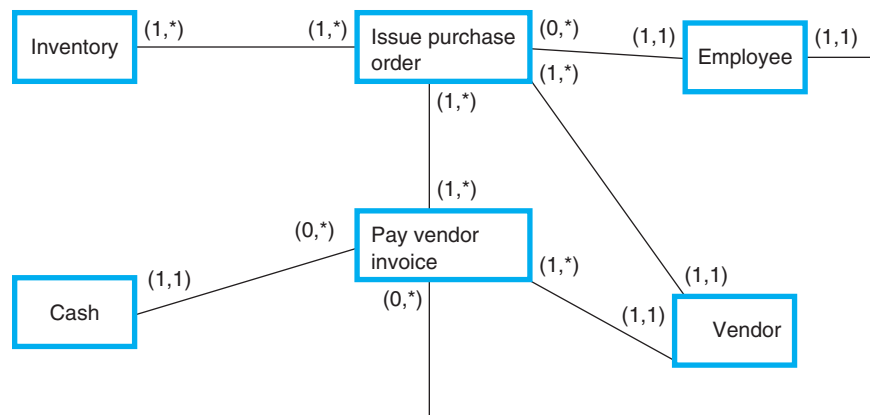 (1,*)
(1,*)
(0,*)
(1,1)
(1,1)
Inventory
Issue purchase
order
Employee
(1,*)
(1,*)
(1,*)
(0,*)
Pay vendor
invoice
(1,1)
(1,*)
(1,1)
(0,*)
(1,1)
Cash
Vendor